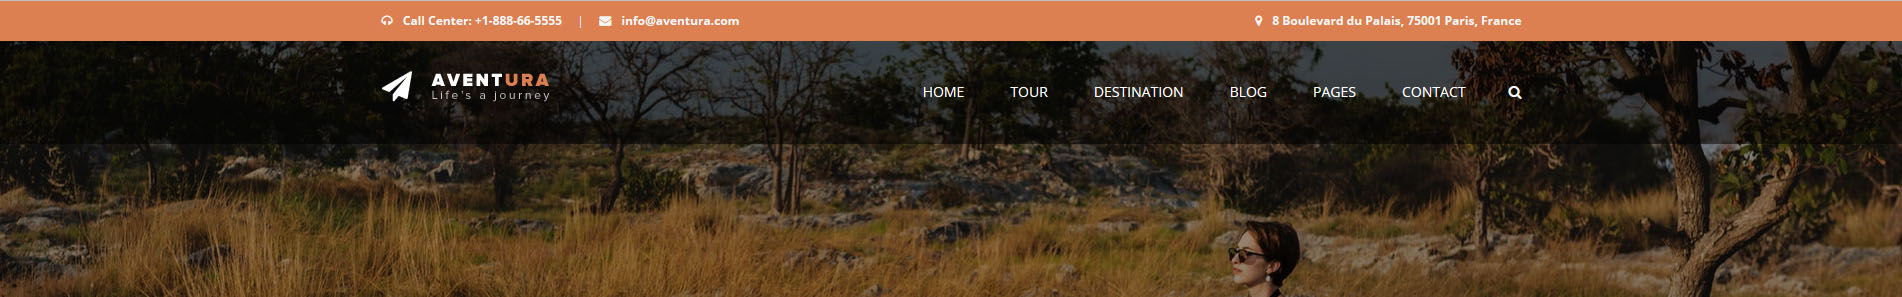 Call Center: +1-888-66-5555 | info@aventura.com 8 Boulevard du Palais, 75001 Paris, France
AVENTURA
Life's a journey
HOME TOUR DESTINATION BLOG PAGES CONTACT